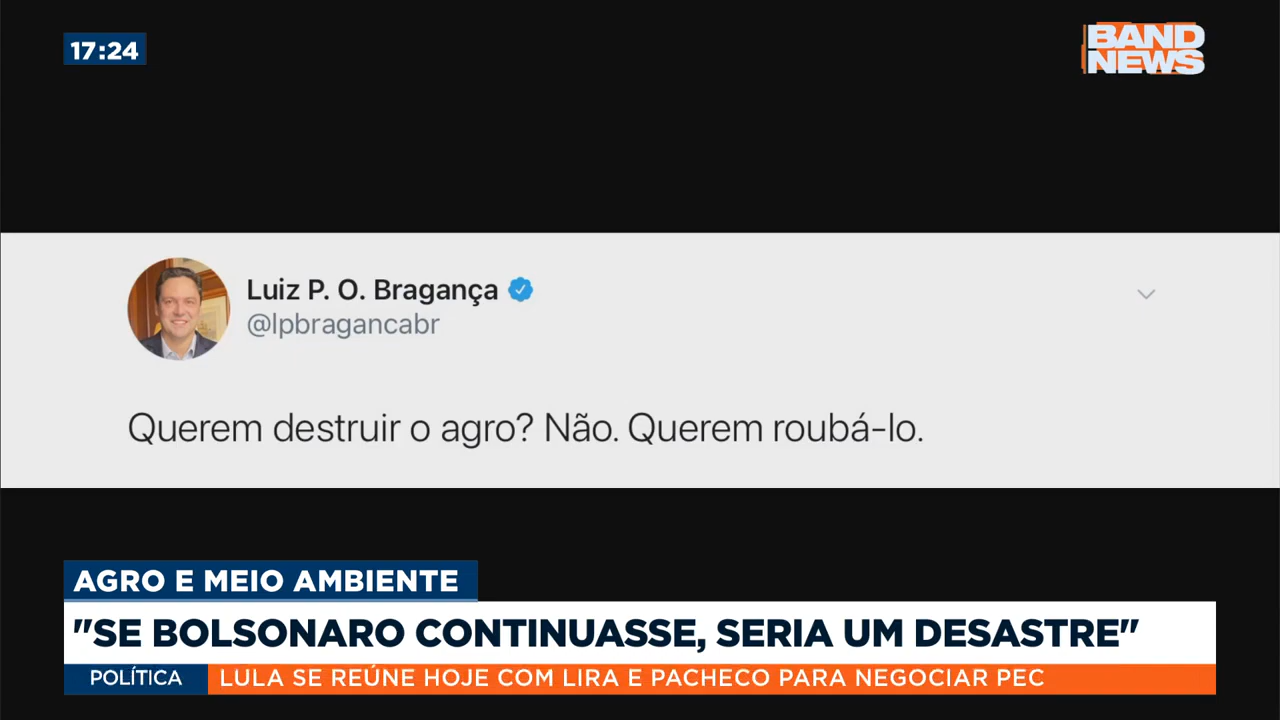 17:24
BAND
NEWS
Luiz P. O. Bragança
@lpbragancabr
Querem destruir o agro? Não. Querem roubá-lo.
AGRO E MEIO AMBIENTE
"SE BOLSONARO CONTINUASSE, SERIA UM DESASTRE"
POLÍTICA LULA SE REÚNE HOJE COM LIRA E PACHECO PARA NEGOCIAR PEC